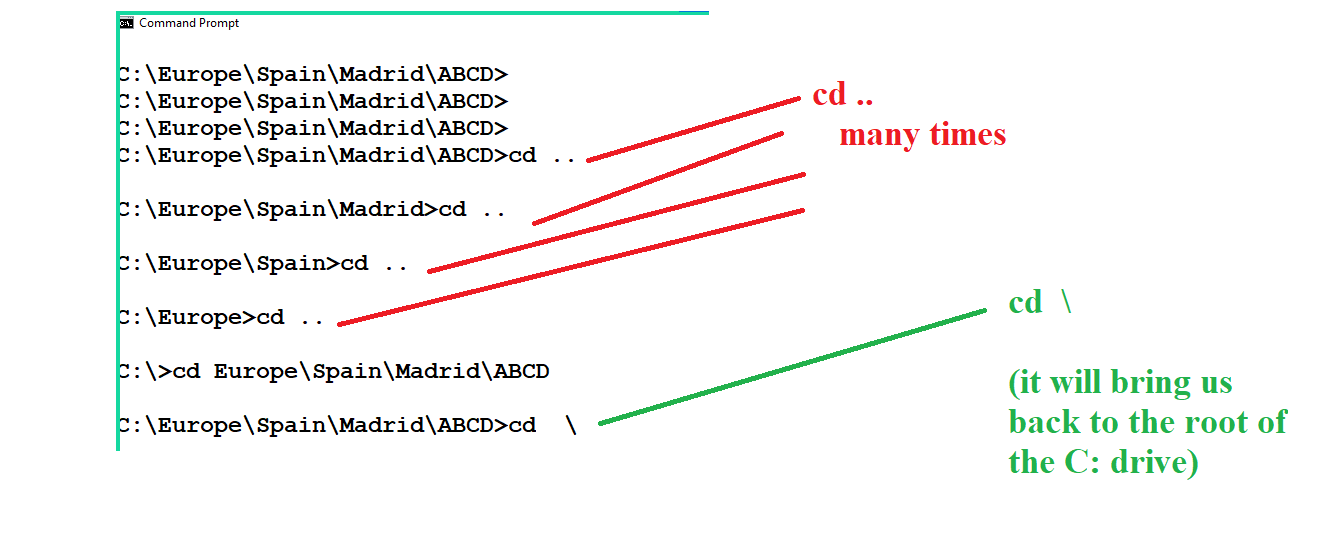 Command Prompt
C:\Europe\Spain\Madrid\ABCD>
C:\Europe\Spain\Madrid\ABCD>
C:\Europe\Spain\Madrid\ABCD>
C:\Europe\Spain\Madrid\ABCD>cd ..
C:\Europe\Spain\Madrid>cd ..
C:\Europe\Spain>cd ..
C:\Europe>cd ..
C:\>cd Europe\Spain\Madrid\ABCD
C:\Europe\Spain\Madrid\ABCD>cd  \
cd ..
many times
cd  \
(it will bring us
back to the root of
the C: drive)